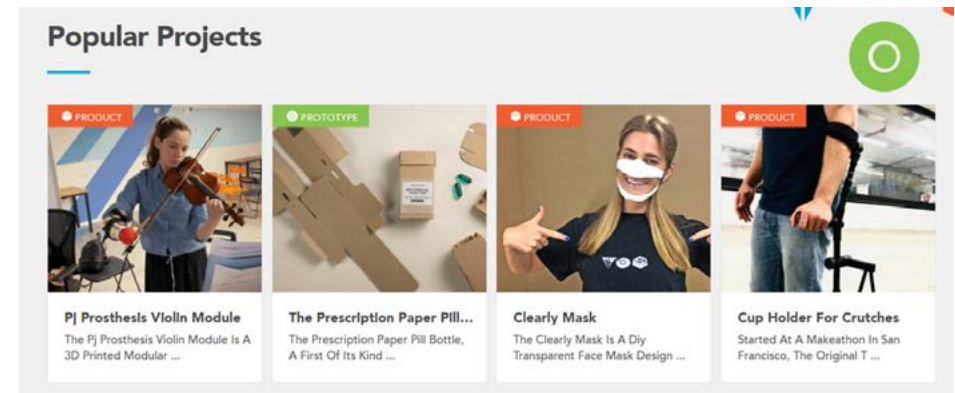 Popular Projects
PRODUCT
PROTOTYPE
PRODUCT
PRODUCT
Pj Prosthesis Violin Module
The Pj Prosthesis Violin Module Is A
3D Printed Modular ...
The Prescription Paper Pill...
The Prescription Paper Pill Bottle,
A First Of Its Kind ...
Clearly Mask
The Clearly Mask Is A Diy
Transparent Face Mask Design ...
Cup Holder For Crutches
Started At A Makeathon In San
Francisco, The Original T ...